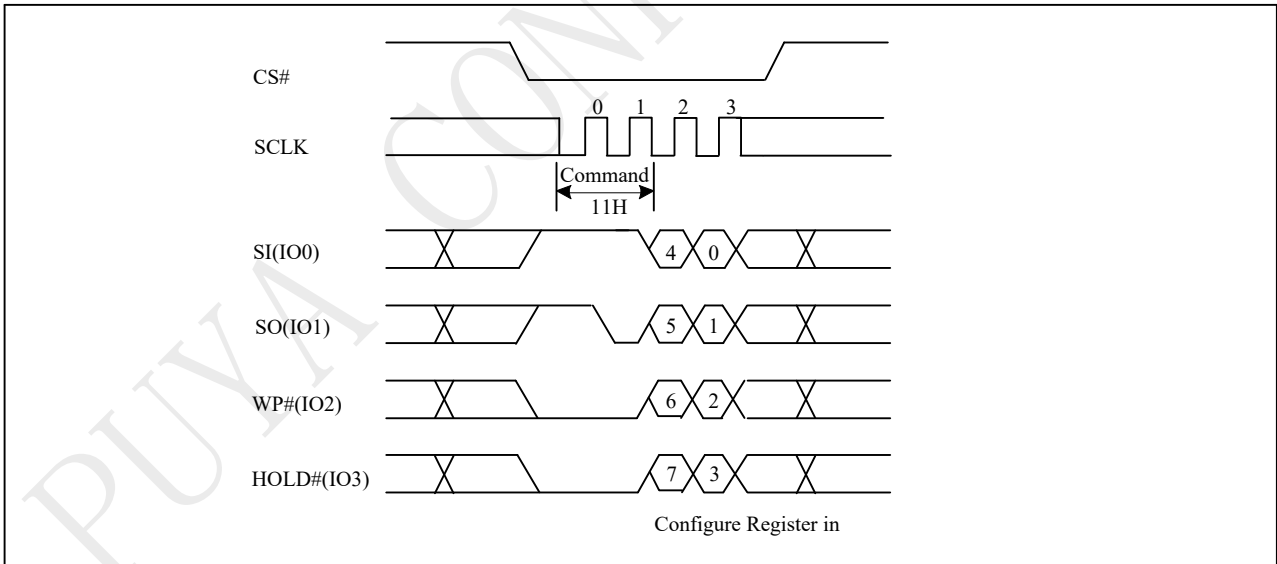 PUYA CONF
CS#
0 1 2 3
SCLK
Command
11H
SI(IO0)
4 0
SO(IO1)
5 1
WP#(IO2)
6 2
HOLD#(IO3)
7 3
Configure Register in